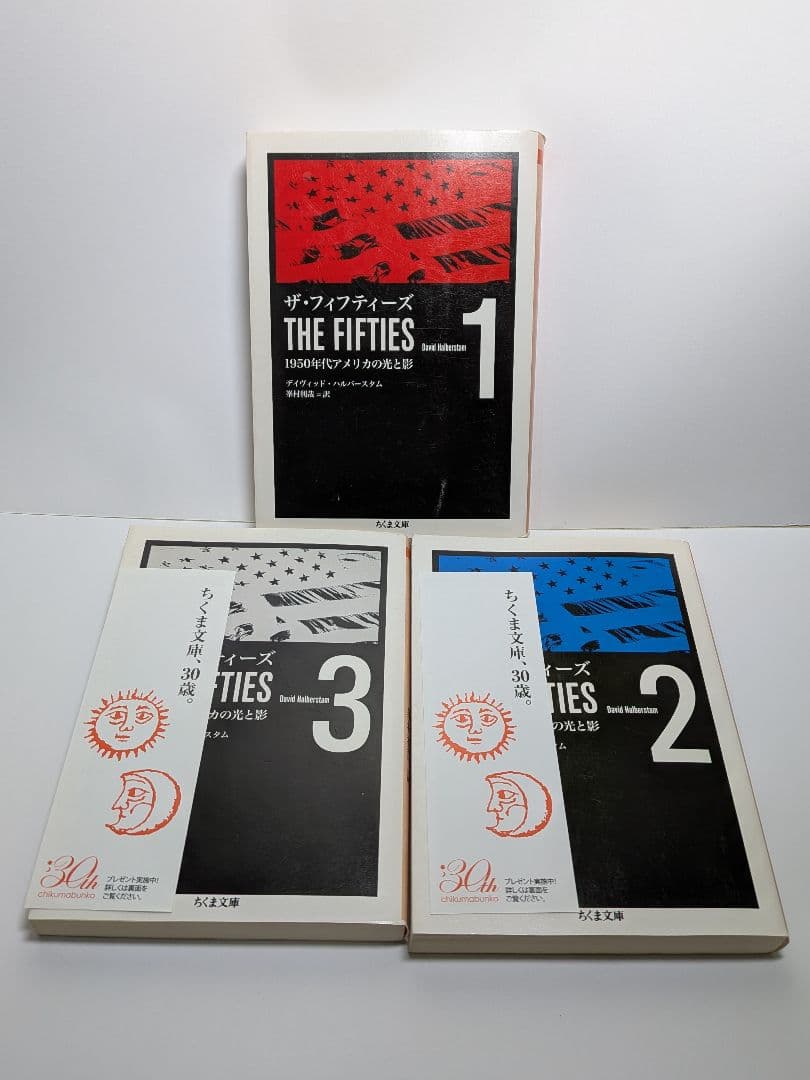 ザ・フィフティーズ
THE FIFTIES
David Halberstam
1
1950年代アメリカの光と影
デイヴィッド・ハルバースタム
峯村利哉=訳
ちくま文庫
ちくま文庫、30歳。
ィーズ
FTIES
David Halberstam
3
カの光と影
スタム
30th
chikumabunko
プレゼント実施中!
詳しくは裏面を
ご覧ください。
ちくま文庫
ちくま文庫、30歳。
ィーズ
TIES
David Halberstam
2
の光と影
ム
30th
chikumabunko
プレゼント実施中!
詳しくは裏面を
ご覧ください。
ちくま文庫